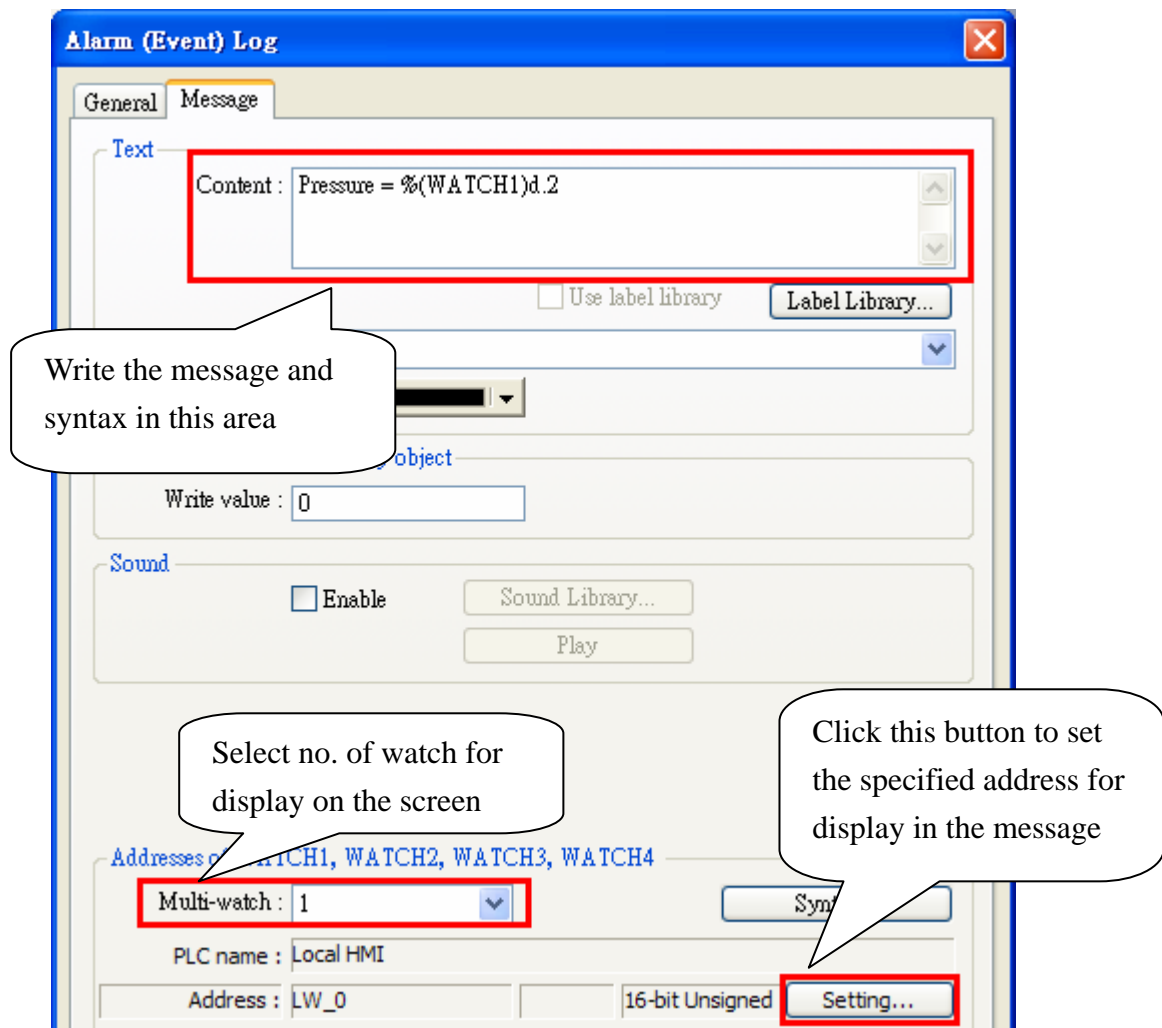 Alarm (Event) Log
General Message
Text
Content : Pressure = %(WATCH1)d.2
Use label library Label Library...
Write the message and
syntax in this area
object
Write value : 0
Sound
Enable Sound Library...
Play
Select no. of watch for
display on the screen
Click this button to set
the specified address for
display in the message
Addresses WATCH2, WATCH3, WATCH4
Multi-watch : 1
PLC name : Local HMI
Address : LW_0 16-bit Unsigned Setting...